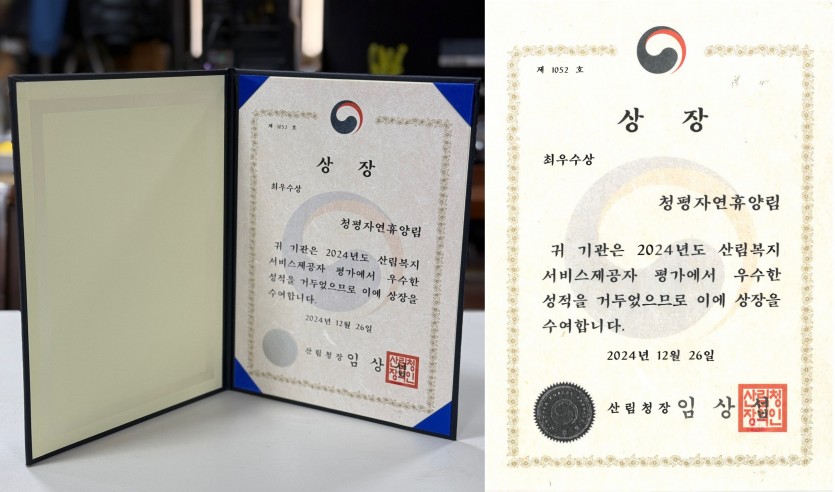 제 1052 호
상 장
최우수상
청평자연휴양림
귀 기관은 2024년도 산림복지
서비스제공자 평가에서 우수한
성적을 거두었으므로 이에 상장을
수여합니다.
2024년 12월 26일
산림청장 임 상 섭
산림청
장의인
제 1052 호
상 장
최우수상
청평자연휴양림
귀 기관은 2024년도 산림복지
서비스제공자 평가에서 우수한
성적을 거두었으므로 이에 상장을
수여합니다.
2024년 12월 26일
산림청장 임 상 섭
산림청
장의인